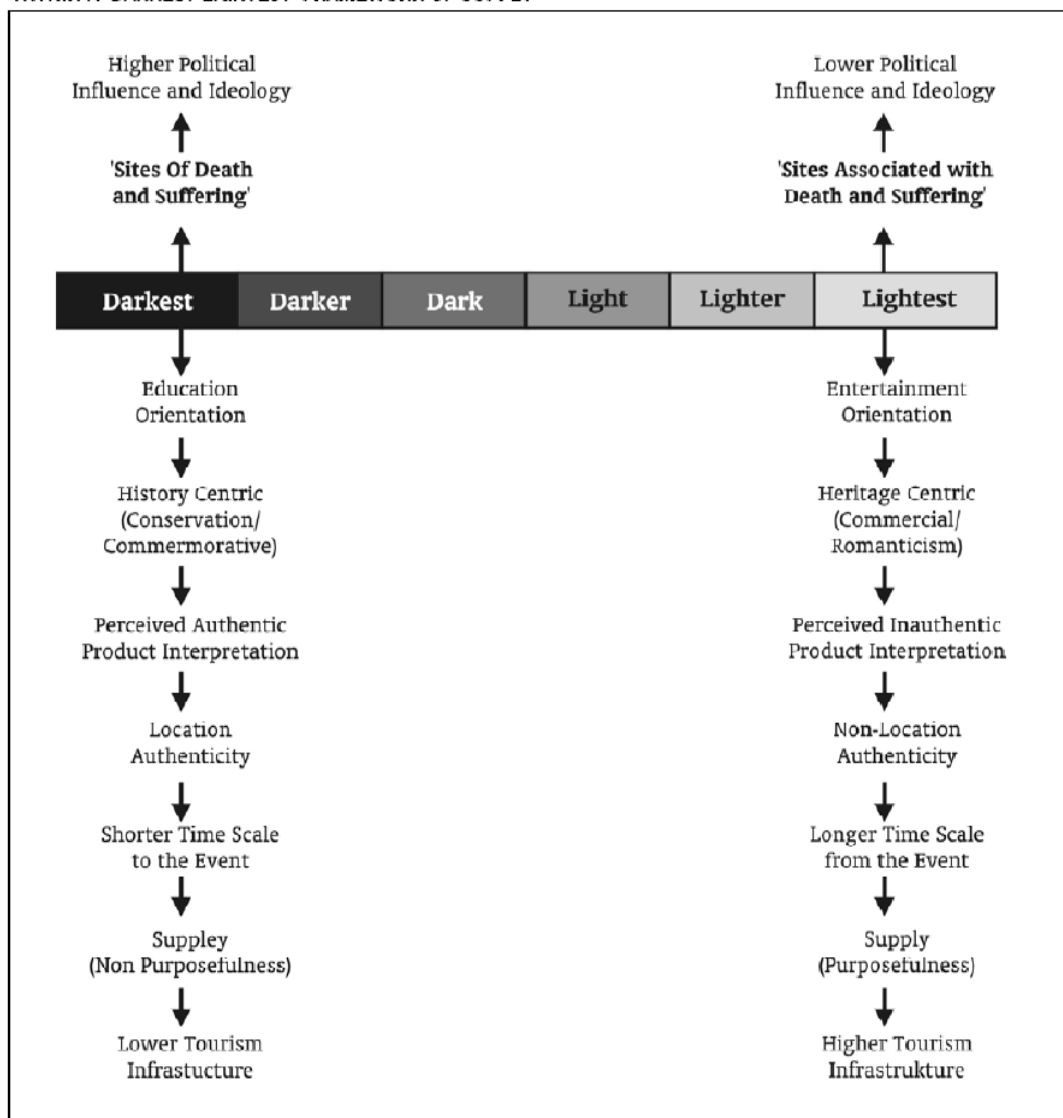 Higher Political
Influence and Ideology
Lower Political
Influence and Ideology
'Sites Of Death
and Suffering'
'Sites Associated with
Death and Suffering'
Darkest Darker Dark Light Lighter Lightest
Education
Orientation
Entertainment
Orientation
History Centric
(Conservation/
Commermorative)
Heritage Centric
(Commercial/
Romanticism)
Perceived Authentic
Product Interpretation
Perceived Inauthentic
Product Interpretation
Location
Authenticity
Non-Location
Authenticity
Shorter Time Scale
to the Event
Longer Time Scale
from the Event
Suppley
(Non Purposefulness)
Supply
(Purposefulness)
Lower Tourism
Infrastucture
Higher Tourism
Infrastrukture